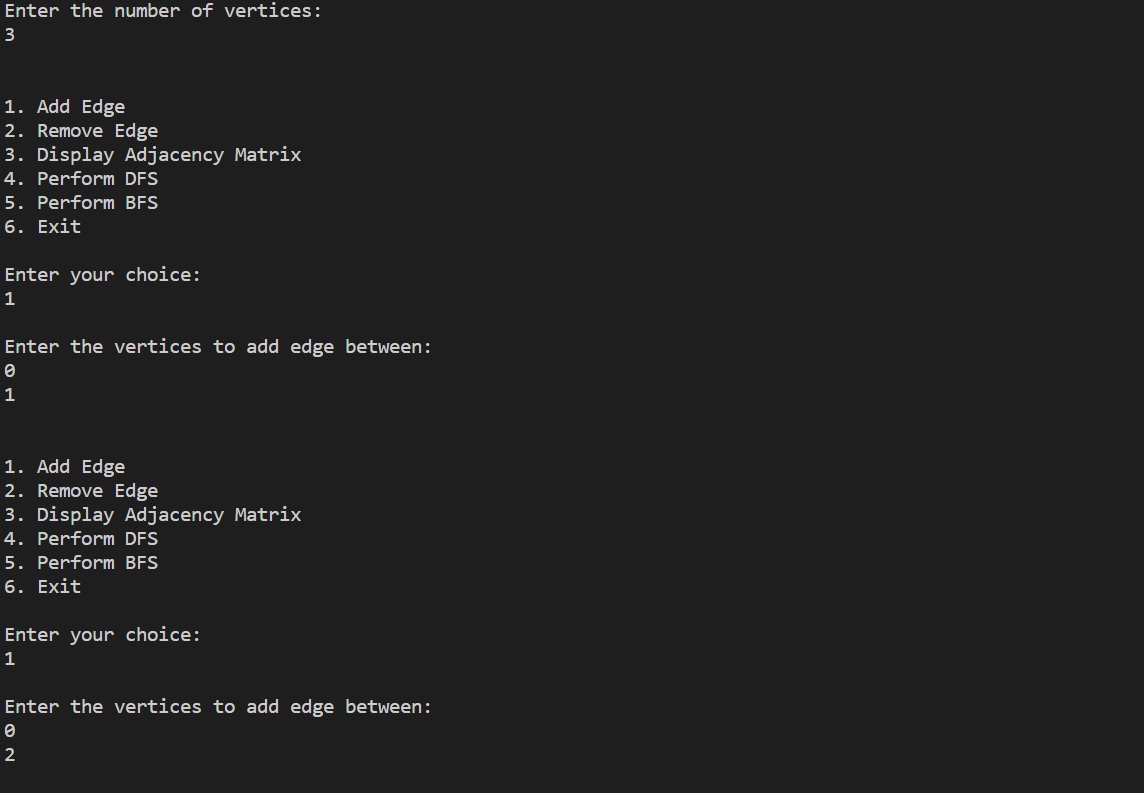 Enter the number of vertices:
3
1. Add Edge
2. Remove Edge
3. Display Adjacency Matrix
4. Perform DFS
5. Perform BFS
6. Exit
Enter your choice:
1
Enter the vertices to add edge between:
0
1
1. Add Edge
2. Remove Edge
3. Display Adjacency Matrix
4. Perform DFS
5. Perform BFS
6. Exit
Enter your choice:
1
Enter the vertices to add edge between:
0
2